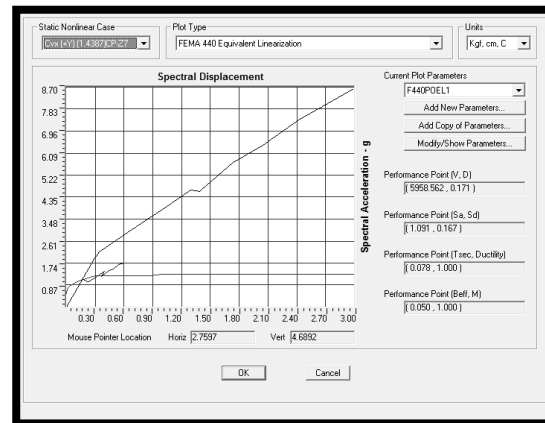 Static Nonlinear Case
Cvx (+Y) (1.4387)CP-Z7
Plot Type
FEMA 440 Equivalent Linearization
Units
Kgf, cm, C
Spectral Displacement
8.70
7.83
6.96
6.09
5.22
4.35
3.48
2.61
1.74
0.87
0.30 0.60 0.90 1.20 1.50 1.80 2.10 2.40 2.70 3.00
Spectral Acceleration - g
Mouse Pointer Location Horiz 2.7597 Vert 4.6892
Current Plot Parameters
F440POEL1
Add New Parameters...
Add Copy of Parameters...
Modify/Show Parameters...
Performance Point (V, D)
( 5958.562 , 0.171 )
Performance Point (Sa, Sd)
( 1.091 , 0.167 )
Performance Point (Tsec, Ductility)
( 0.078 , 1.000 )
Performance Point (Beff, M)
( 0.050 , 1.000 )
OK
Cancel